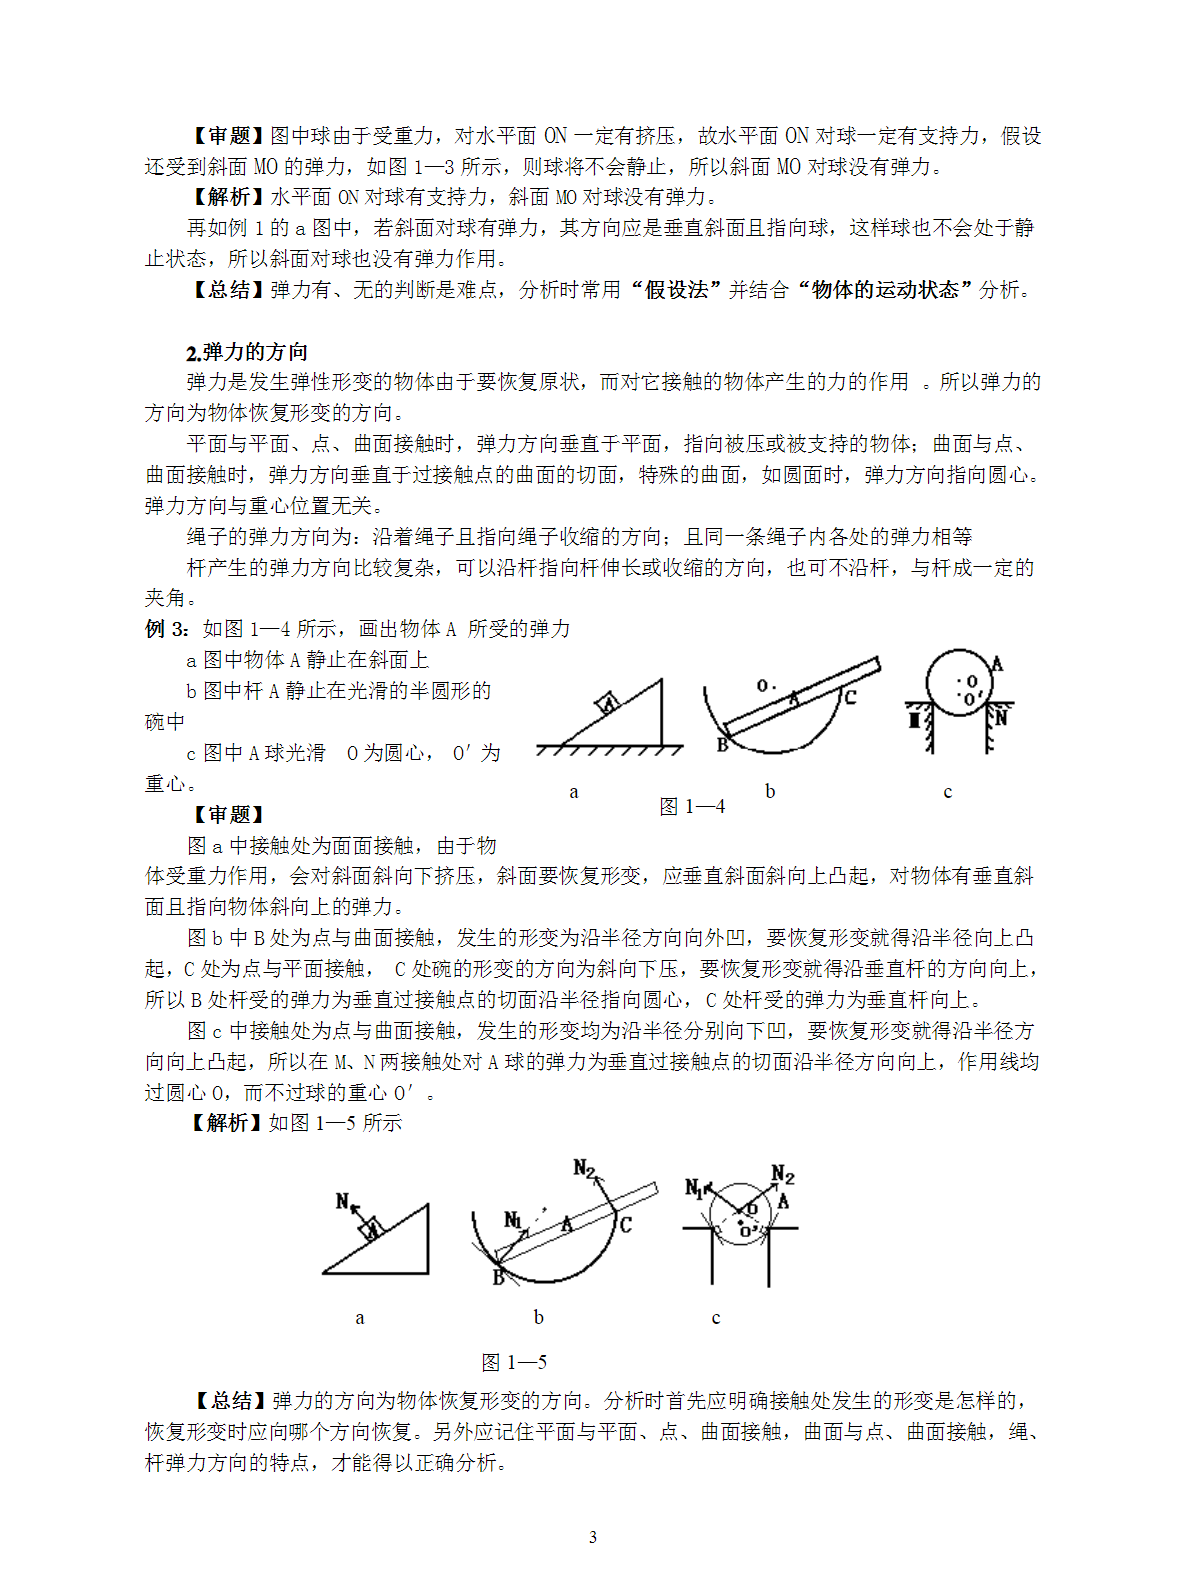 【审题】图中球由于受重力，对水平面 ON 一定有挤压，故水平面 ON 对球一定有支持力，假设
还受到斜面 MO 的弹力，如图 1—3 所示，则球将不会静止，所以斜面 MO 对球没有弹力。
【解析】水平面 ON 对球有支持力，斜面 MO 对球没有弹力。
再如例 1 的 a 图中，若斜面对球有弹力，其方向应是垂直斜面且指向球，这样球也不会处于静
止状态，所以斜面对球也没有弹力作用。
【总结】弹力有、无的判断是难点，分析时常用“假设法”并结合“物体的运动状态”分析。
2.弹力的方向
弹力是发生弹性形变的物体由于要恢复原状，而对它接触的物体产生的力的作用 。所以弹力的
方向为物体恢复形变的方向。
平面与平面、点、曲面接触时，弹力方向垂直于平面，指向被压或被支持的物体；曲面与点、
曲面接触时，弹力方向垂直于过接触点的曲面的切面，特殊的曲面，如圆面时，弹力方向指向圆心。
弹力方向与重心位置无关。
绳子的弹力方向为：沿着绳子且指向绳子收缩的方向；且同一条绳子内各处的弹力相等
杆产生的弹力方向比较复杂，可以沿杆指向杆伸长或收缩的方向，也可不沿杆，与杆成一定的
夹角。
例 3：如图 1—4 所示，画出物体 A 所受的弹力
a 图中物体 A 静止在斜面上
b 图中杆 A 静止在光滑的半圆形的
碗中
c 图中 A 球光滑 O 为圆心， O′为
重心。
A
O
A
C
B
A
O
O′
M
N
a
b
c
图 1—4
【审题】
图 a 中接触处为面面接触，由于物
体受重力作用，会对斜面斜向下挤压，斜面要恢复形变，应垂直斜面斜向上凸起，对物体有垂直斜
面且指向物体斜向上的弹力。
图 b 中 B 处为点与曲面接触，发生的形变为沿半径方向向外凹，要恢复形变就得沿半径向上凸
起，C 处为点与平面接触， C 处碗的形变的方向为斜向下压，要恢复形变就得沿垂直杆的方向向上，
所以 B 处杆受的弹力为垂直过接触点的切面沿半径指向圆心，C 处杆受的弹力为垂直杆向上。
图 c 中接触处为点与曲面接触，发生的形变均为沿半径分别向下凹，要恢复形变就得沿半径方
向向上凸起，所以在 M、N 两接触处对 A 球的弹力为垂直过接触点的切面沿半径方向向上，作用线均
过圆心 O，而不过球的重心 O′。
【解析】如图 1—5 所示
N
A
N1
N2
A
C
B
N1
N2
A
O
O′
a
b
c
图 1—5
【总结】弹力的方向为物体恢复形变的方向。分析时首先应明确接触处发生的形变是怎样的，
恢复形变时应向哪个方向恢复。另外应记住平面与平面、点、曲面接触，曲面与点、曲面接触，绳、
杆弹力方向的特点，才能得以正确分析。
3